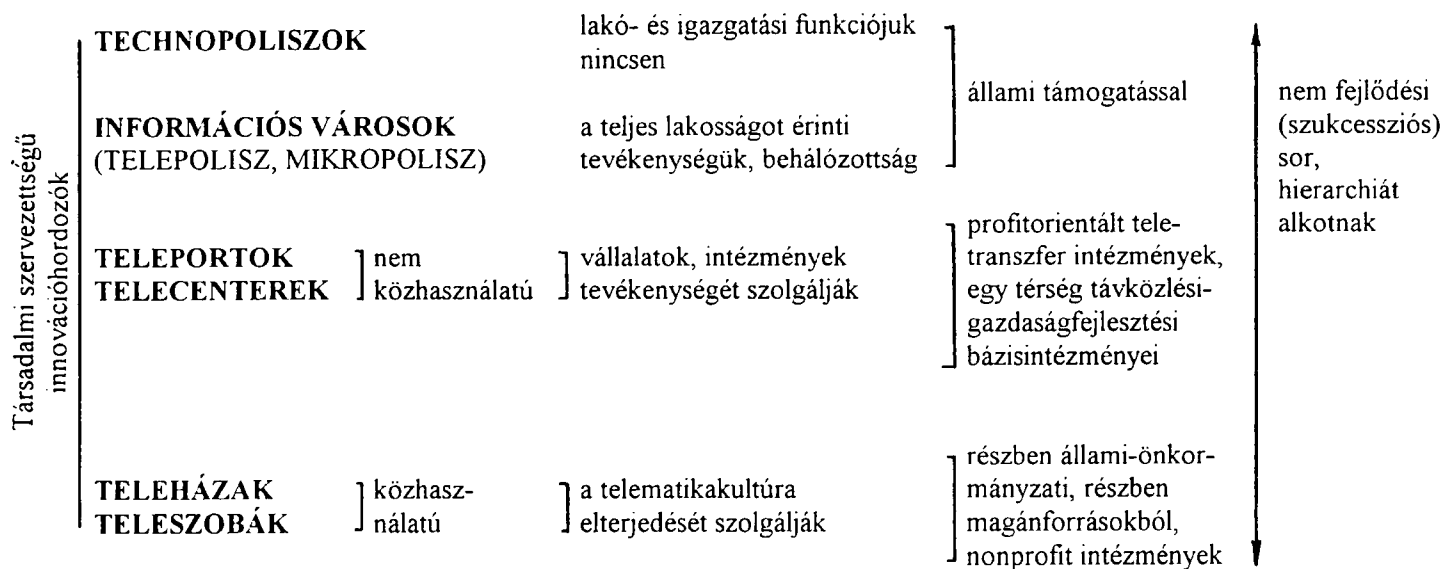 Társadalmi szervezettségű
innovációhordozók
TECHNOPOLISZOK
lakó- és igazgatási funkciójuk
nincsen
INFORMÁCIÓS VÁROSOK
(TELEPOLISZ, MIKROPOLISZ)
a teljes lakosságot érinti
tevékenységük, behálózottság
állami támogatással
TELEPORTOK
TELECENTEREK
nem
közhasználatú
vállalatok, intézmények
tevékenységét szolgálják
profitorientált tele-
transzfer intézmények,
egy térség távközlési-
gazdaságfejlesztési
bázisintézményei
TELEHÁZAK
TELESZOBÁK
közhasz-
nálatú
a telematikakultúra
elterjedését szolgálják
részben állami-önkor-
mányzati, részben
magánforrásokból,
nonprofit intézmények
nem fejlődési
(szukcessziós)
sor,
hierarchiát
alkotnak